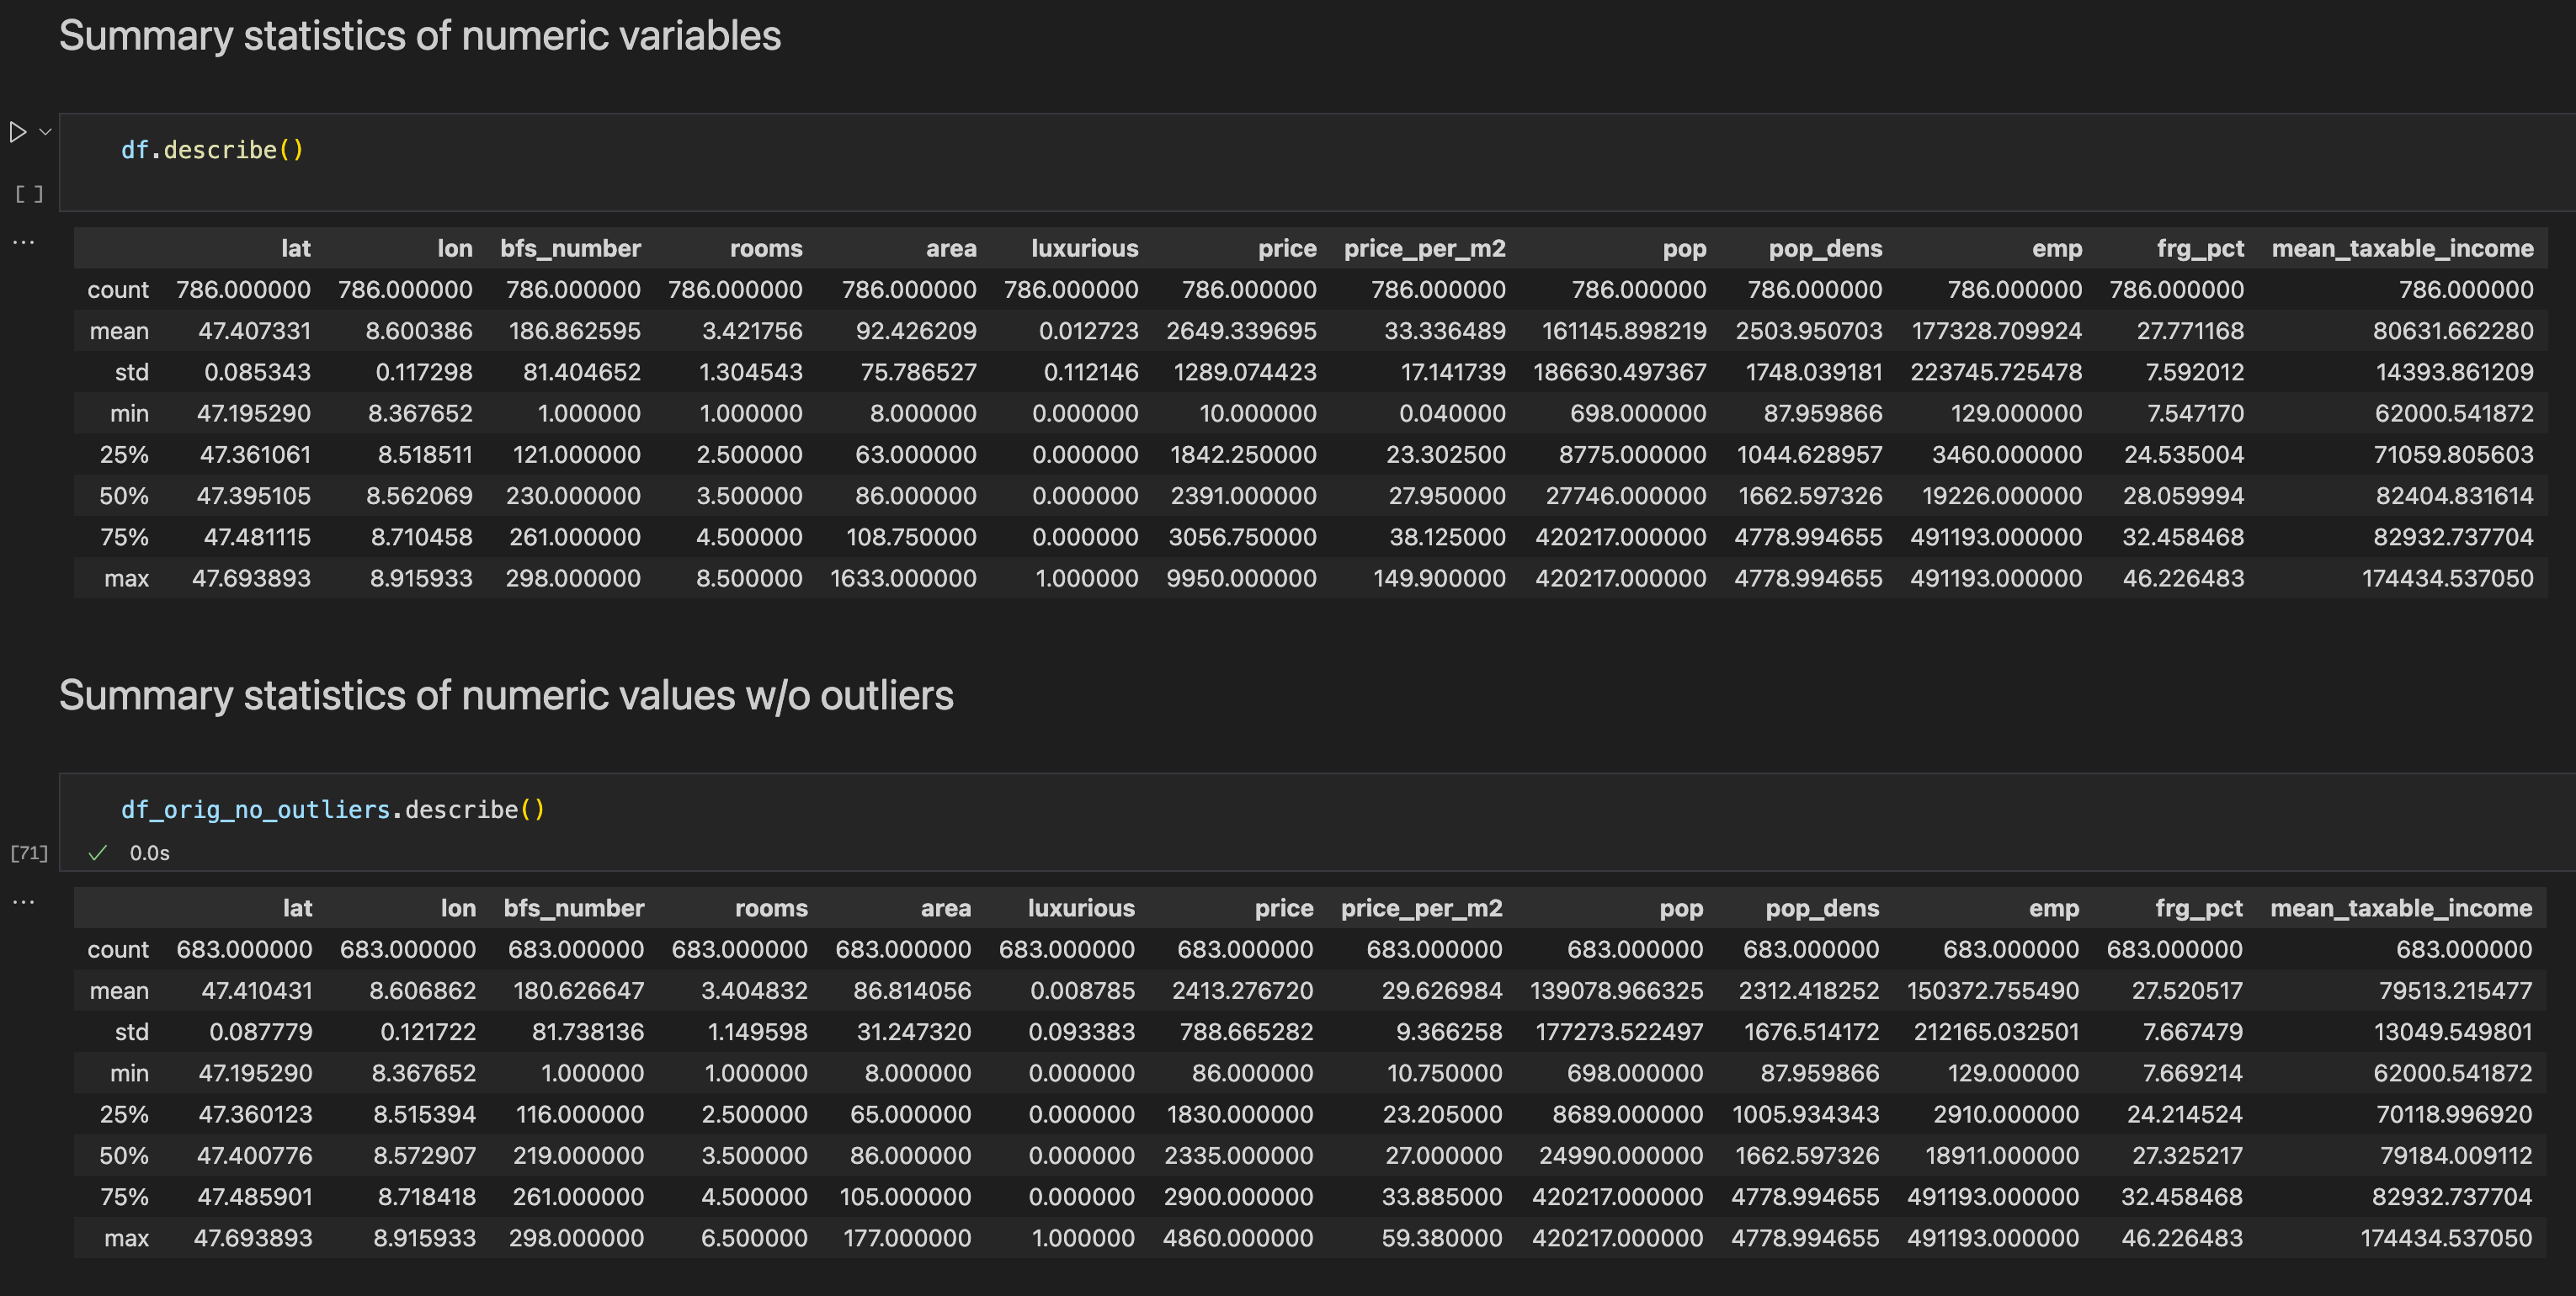 Summary statistics of numeric variables
df.describe()
[ ]
...
lat lon bfs_number rooms area luxurious price price_per_m2 pop pop_dens emp frg_pct mean_taxable_income
count 786.000000 786.000000 786.000000 786.000000 786.000000 786.000000 786.000000 786.000000 786.000000 786.000000 786.000000 786.000000 786.000000
mean 47.407331 8.600386 186.862595 3.421756 92.426209 0.012723 2649.339695 33.336489 161145.898219 2503.950703 177328.709924 27.771168 80631.662280
std 0.085343 0.117298 81.404652 1.304543 75.786527 0.112146 1289.074423 17.141739 186630.497367 1748.039181 223745.725478 7.592012 14393.861209
min 47.195290 8.367652 1.000000 1.000000 8.000000 0.000000 10.000000 0.040000 698.000000 87.959866 129.000000 7.547170 62000.541872
25% 47.361061 8.518511 121.000000 2.500000 63.000000 0.000000 1842.250000 23.302500 8775.000000 1044.628957 3460.000000 24.535004 71059.805603
50% 47.395105 8.562069 230.000000 3.500000 86.000000 0.000000 2391.000000 27.950000 27746.000000 1662.597326 19226.000000 28.059994 82404.831614
75% 47.481115 8.710458 261.000000 4.500000 108.750000 0.000000 3056.750000 38.125000 420217.000000 4778.994655 491193.000000 32.458468 82932.737704
max 47.693893 8.915933 298.000000 8.500000 1633.000000 1.000000 9950.000000 149.900000 420217.000000 4778.994655 491193.000000 46.226483 174434.537050
Summary statistics of numeric values w/o outliers
df_orig_no_outliers.describe()
[71] 0.0s
...
lat lon bfs_number rooms area luxurious price price_per_m2 pop pop_dens emp frg_pct mean_taxable_income
count 683.000000 683.000000 683.000000 683.000000 683.000000 683.000000 683.000000 683.000000 683.000000 683.000000 683.000000 683.000000 683.000000
mean 47.410431 8.606862 180.626647 3.404832 86.814056 0.008785 2413.276720 29.626984 139078.966325 2312.418252 150372.755490 27.520517 79513.215477
std 0.087779 0.121722 81.738136 1.149598 31.247320 0.093383 788.665282 9.366258 177273.522497 1676.514172 212165.032501 7.667479 13049.549801
min 47.195290 8.367652 1.000000 1.000000 8.000000 0.000000 86.000000 10.750000 698.000000 87.959866 129.000000 7.669214 62000.541872
25% 47.360123 8.515394 116.000000 2.500000 65.000000 0.000000 1830.000000 23.205000 8689.000000 1005.934343 2910.000000 24.214524 70118.996920
50% 47.400776 8.572907 219.000000 3.500000 86.000000 0.000000 2335.000000 27.000000 24990.000000 1662.597326 18911.000000 27.325217 79184.009112
75% 47.485901 8.718418 261.000000 4.500000 105.000000 0.000000 2900.000000 33.885000 420217.000000 4778.994655 491193.000000 32.458468 82932.737704
max 47.693893 8.915933 298.000000 6.500000 177.000000 1.000000 4860.000000 59.380000 420217.000000 4778.994655 491193.000000 46.226483 174434.537050